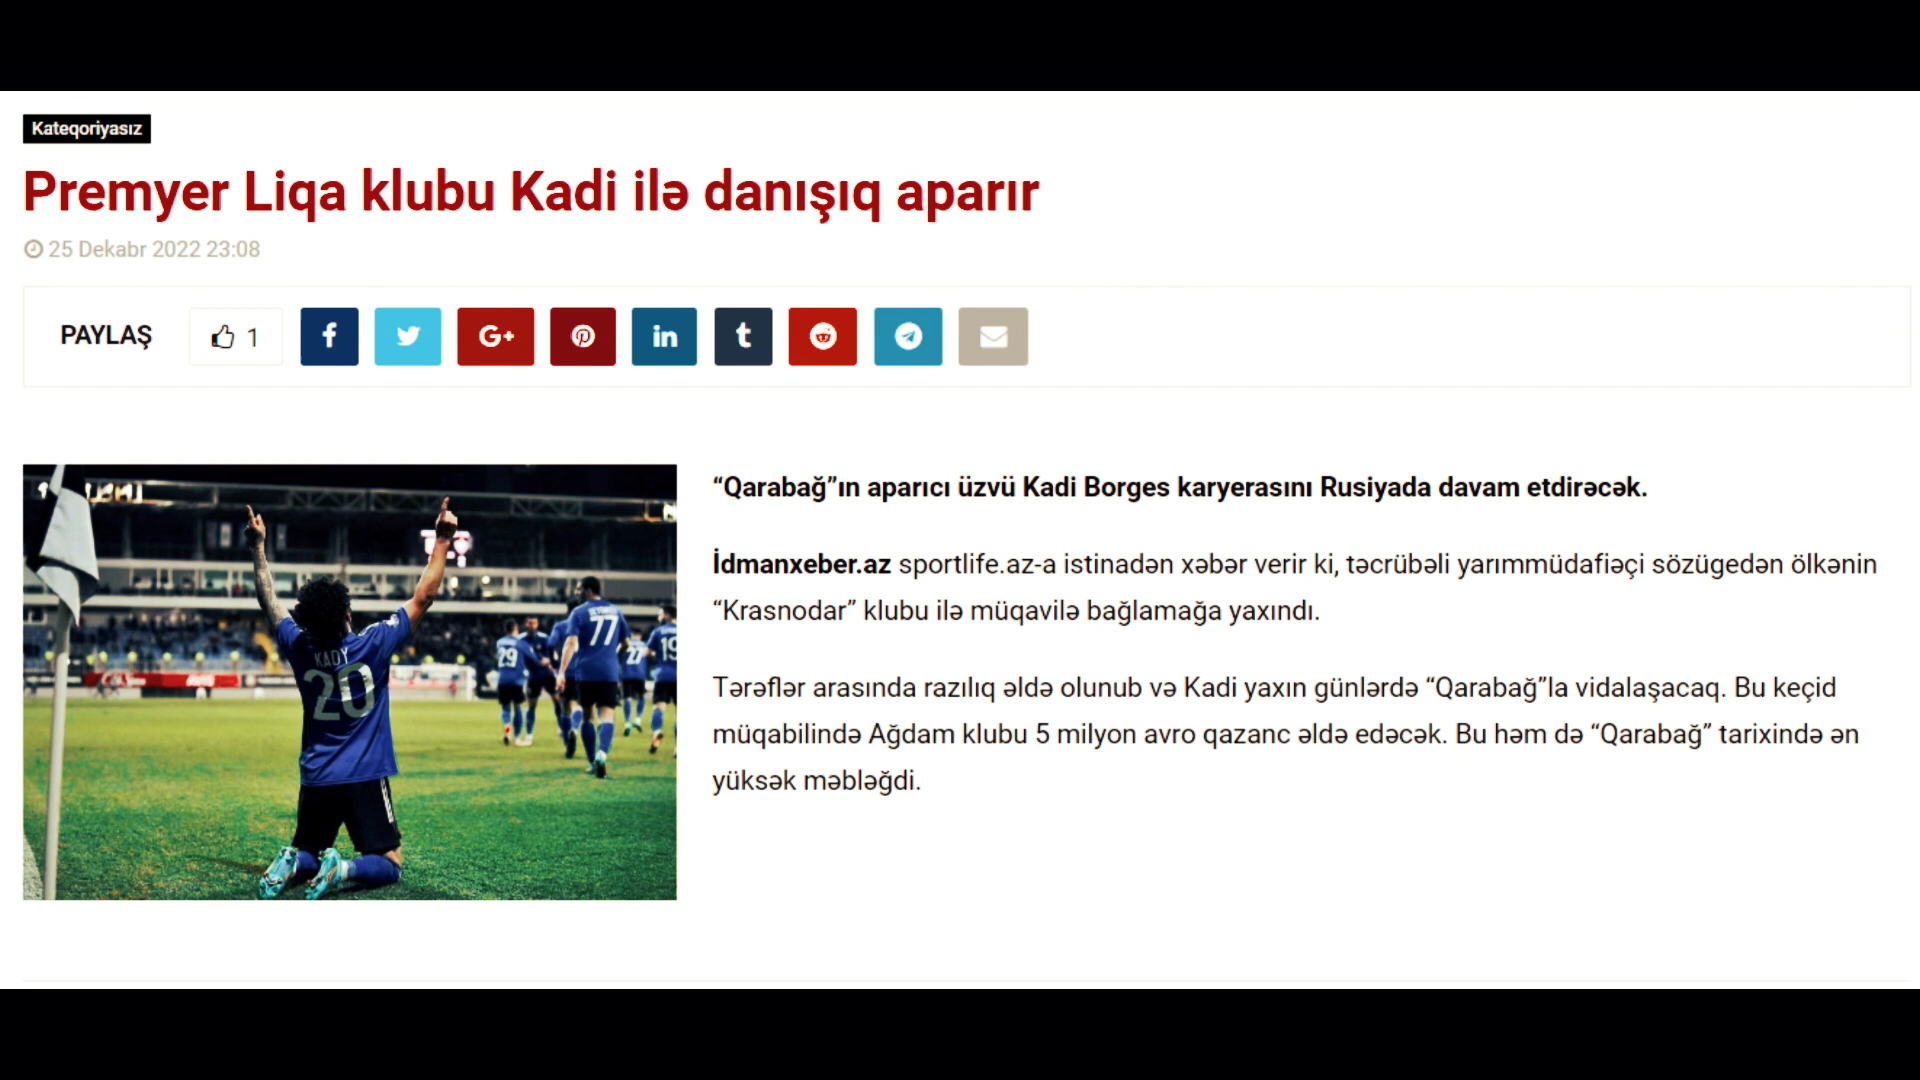 Kateqoriyasız
Premyer Liqa klubu Kadi ilə danışıq aparır
25 Dekabr 2022 23:08
PAYLAŞ
1
f
G+
in
t
KADY
20
29
77
27
19
“Qarabağ”ın aparıcı üzvü Kadi Borges karyerasını Rusiyada davam etdirəcək.
İdmanxeber.az sportlife.az-a istinadən xəbər verir ki, təcrübəli yarımmüdafiəçi sözügedən ölkənin
“Krasnodar” klubu ilə müqavilə bağlamağa yaxındı.
Tərəflər arasında razılıq əldə olunub və Kadi yaxın günlərdə “Qarabağ”la vidalaşacaq. Bu keçid
müqabilində Ağdam klubu 5 milyon avro qazanc əldə edəcək. Bu həm də “Qarabağ” tarixində ən
yüksək məbləğdi.